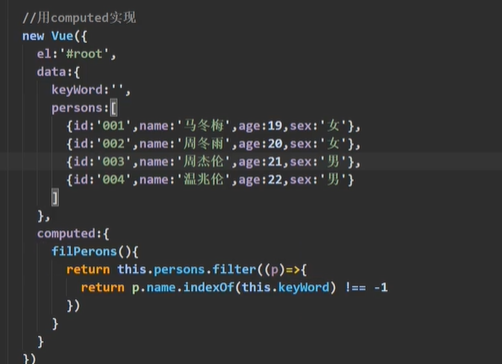 //用computed实现
new Vue({
el:'#root',
data:{
keyWord:'',
persons:[
{id:'001',name:'马冬梅',age:19,sex:'女'},
{id:'002',name:'周冬雨',age:20,sex:'女'},
{id:'003',name:'周杰伦',age:21,sex:'男'},
{id:'004',name:'温兆伦',age:22,sex:'男'}
]
},
computed:{
filPerons(){
return this.persons.filter((p)=>{
return p.name.indexOf(this.keyWord) !== -1
})
}
}
})